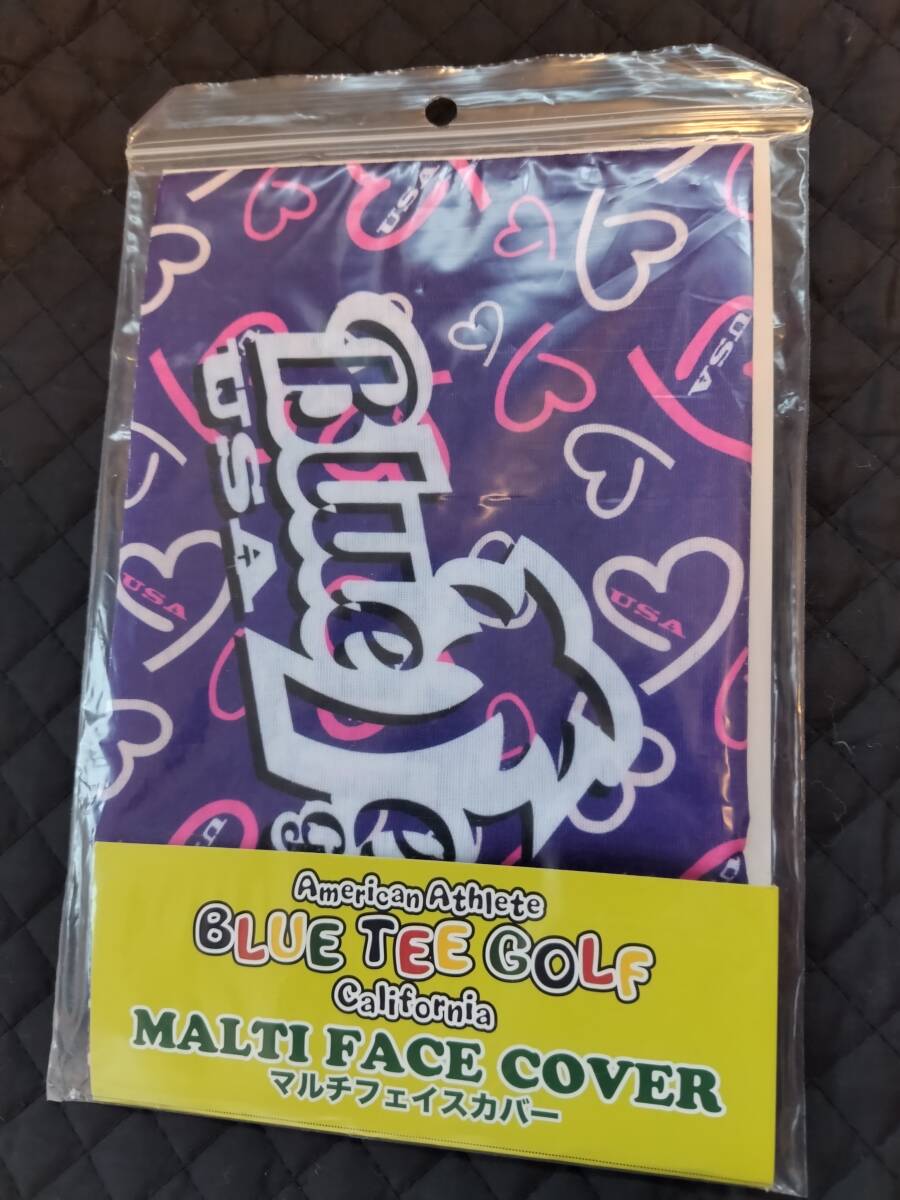 USA
USA
Blue
USA
USA
USA
American Athlete
BLUE TEE GOLF
California
MALTI FACE COVER
マルチフェイスカバー